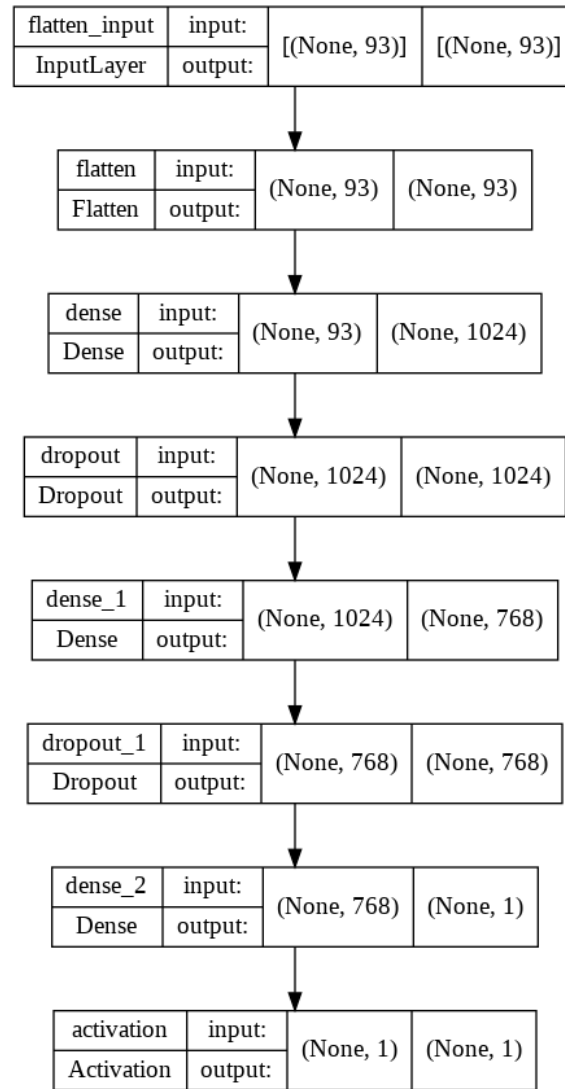 flatten_input input: [(None, 93)] [(None, 93)]
InputLayer output:
flatten input: (None, 93) (None, 93)
Flatten output:
dense input: (None, 93) (None, 1024)
Dense output:
dropout input: (None, 1024) (None, 1024)
Dropout output:
dense_1 input: (None, 1024) (None, 768)
Dense output:
dropout_1 input: (None, 768) (None, 768)
Dropout output:
dense_2 input: (None, 768) (None, 1)
Dense output:
activation input: (None, 1) (None, 1)
Activation output: